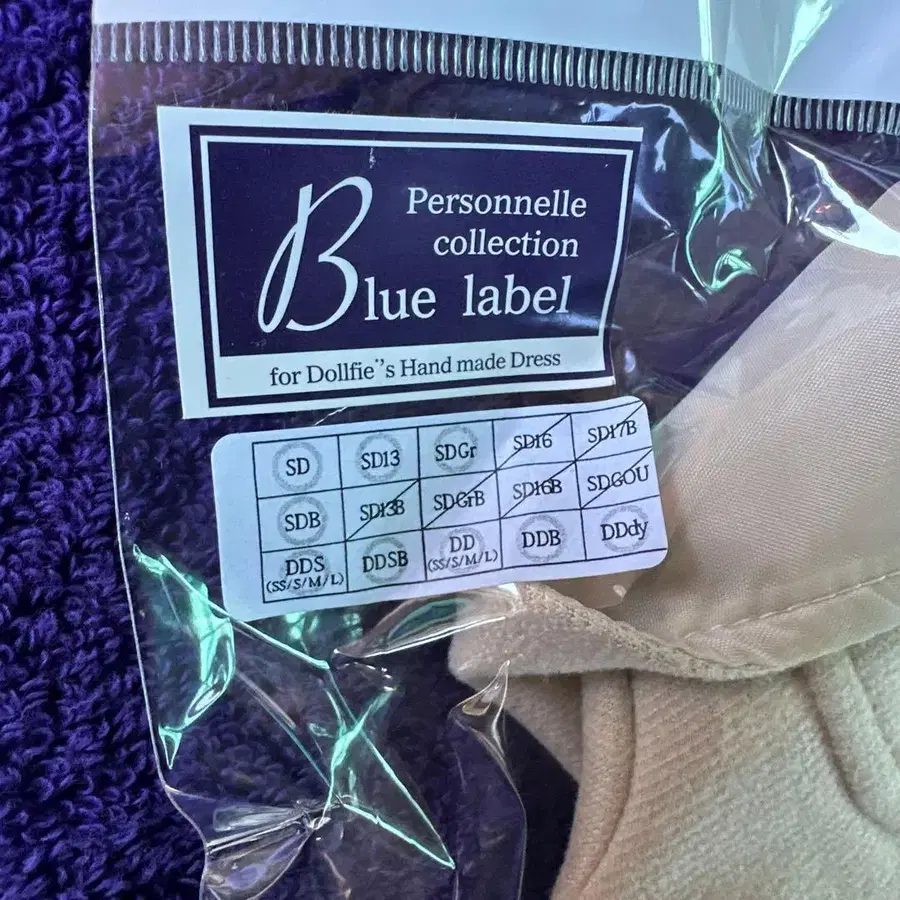 Personnelle
collection
Blue label
for Dollfie''s Hand made Dress
SD SD13 SDGr SD16 SD17B
SDB SD13B SDGrB SD16B SDGOU
DDS DDSB DD DDB DDdy
(SS/S/M/L) (SS/S/M/L)